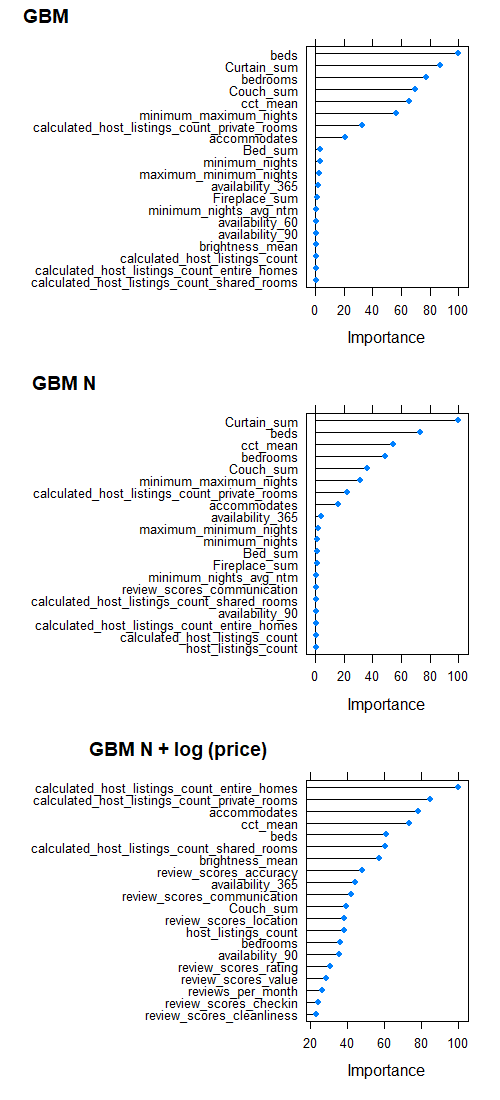 GBM
beds
Curtain_sum
bedrooms
Couch_sum
cct_mean
minimum_maximum_nights
calculated_host_listings_count_private_rooms
accommodates
Bed_sum
minimum_nights
maximum_minimum_nights
availability_365
Fireplace_sum
minimum_nights_avg_ntm
availability_60
availability_90
brightness_mean
calculated_host_listings_count
calculated_host_listings_count_entire_homes
calculated_host_listings_count_shared_rooms
0 20 40 60 80 100
Importance
GBM N
Curtain_sum
beds
cct_mean
bedrooms
Couch_sum
minimum_maximum_nights
calculated_host_listings_count_private_rooms
accommodates
availability_365
maximum_minimum_nights
minimum_nights
Bed_sum
Fireplace_sum
minimum_nights_avg_ntm
review_scores_communication
calculated_host_listings_count_shared_rooms
availability_90
calculated_host_listings_count_entire_homes
calculated_host_listings_count
host_listings_count
0 20 40 60 80 100
Importance
GBM N + log (price)
calculated_host_listings_count_entire_homes
calculated_host_listings_count_private_rooms
accommodates
cct_mean
beds
calculated_host_listings_count_shared_rooms
brightness_mean
review_scores_accuracy
availability_365
review_scores_communication
Couch_sum
review_scores_location
host_listings_count
bedrooms
availability_90
review_scores_rating
review_scores_value
reviews_per_month
review_scores_checkin
review_scores_cleanliness
20 40 60 80 100
Importance